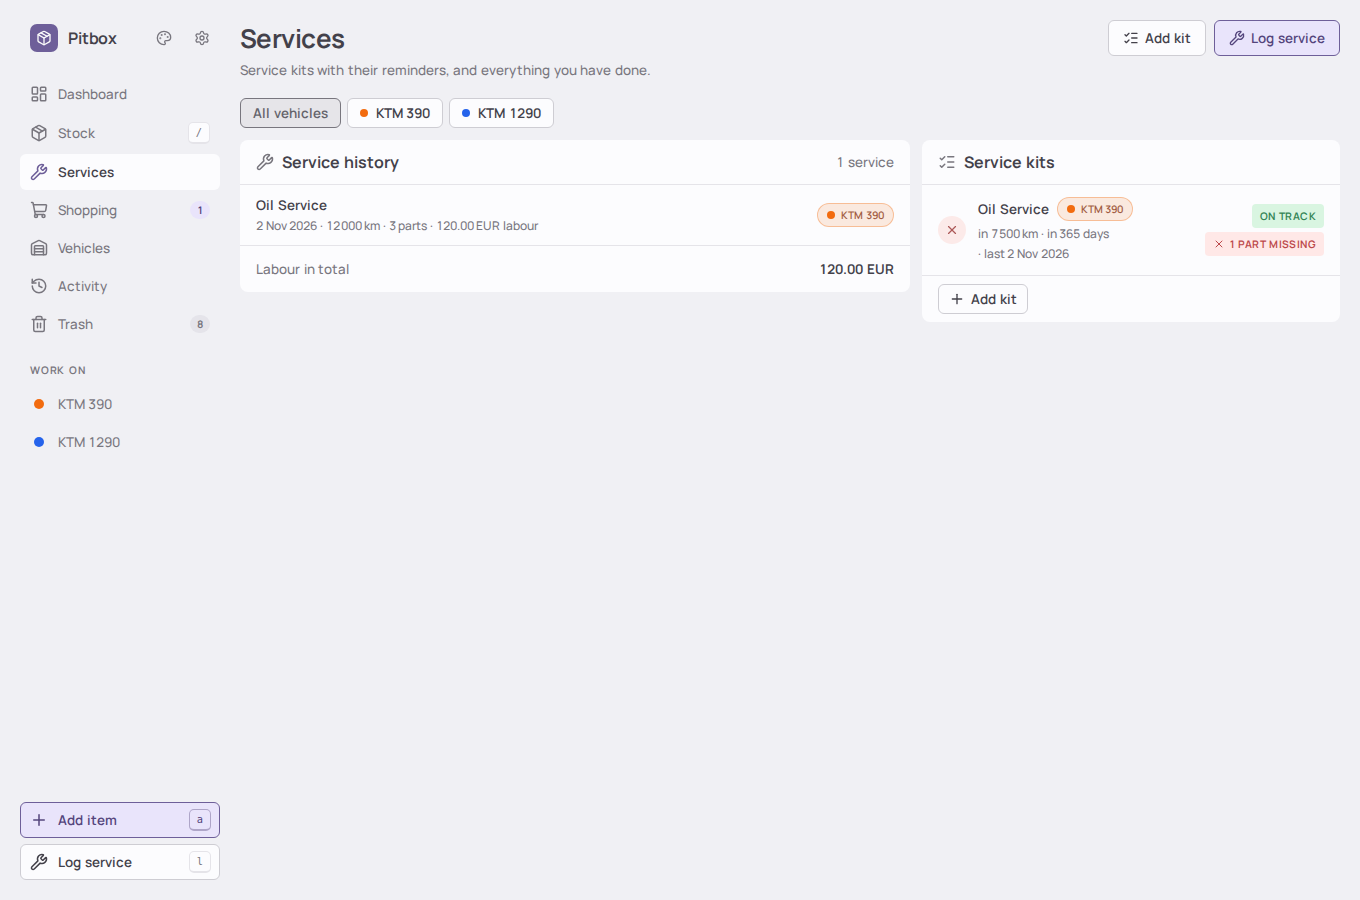 Pitbox
Dashboard
Stock /
Services
Shopping 1
Vehicles
Activity
Trash 8
WORK ON
KTM 390
KTM 1290
Add item a
Log service l
Services
Service kits with their reminders, and everything you have done.
Add kit
Log service
All vehicles
KTM 390
KTM 1290
Service history
1 service
Oil Service
2 Nov 2026 · 12 000 km · 3 parts · 120.00 EUR labour
KTM 390
Labour in total
120.00 EUR
Service kits
Oil Service
KTM 390
in 7 500 km · in 365 days
· last 2 Nov 2026
ON TRACK
1 PART MISSING
Add kit